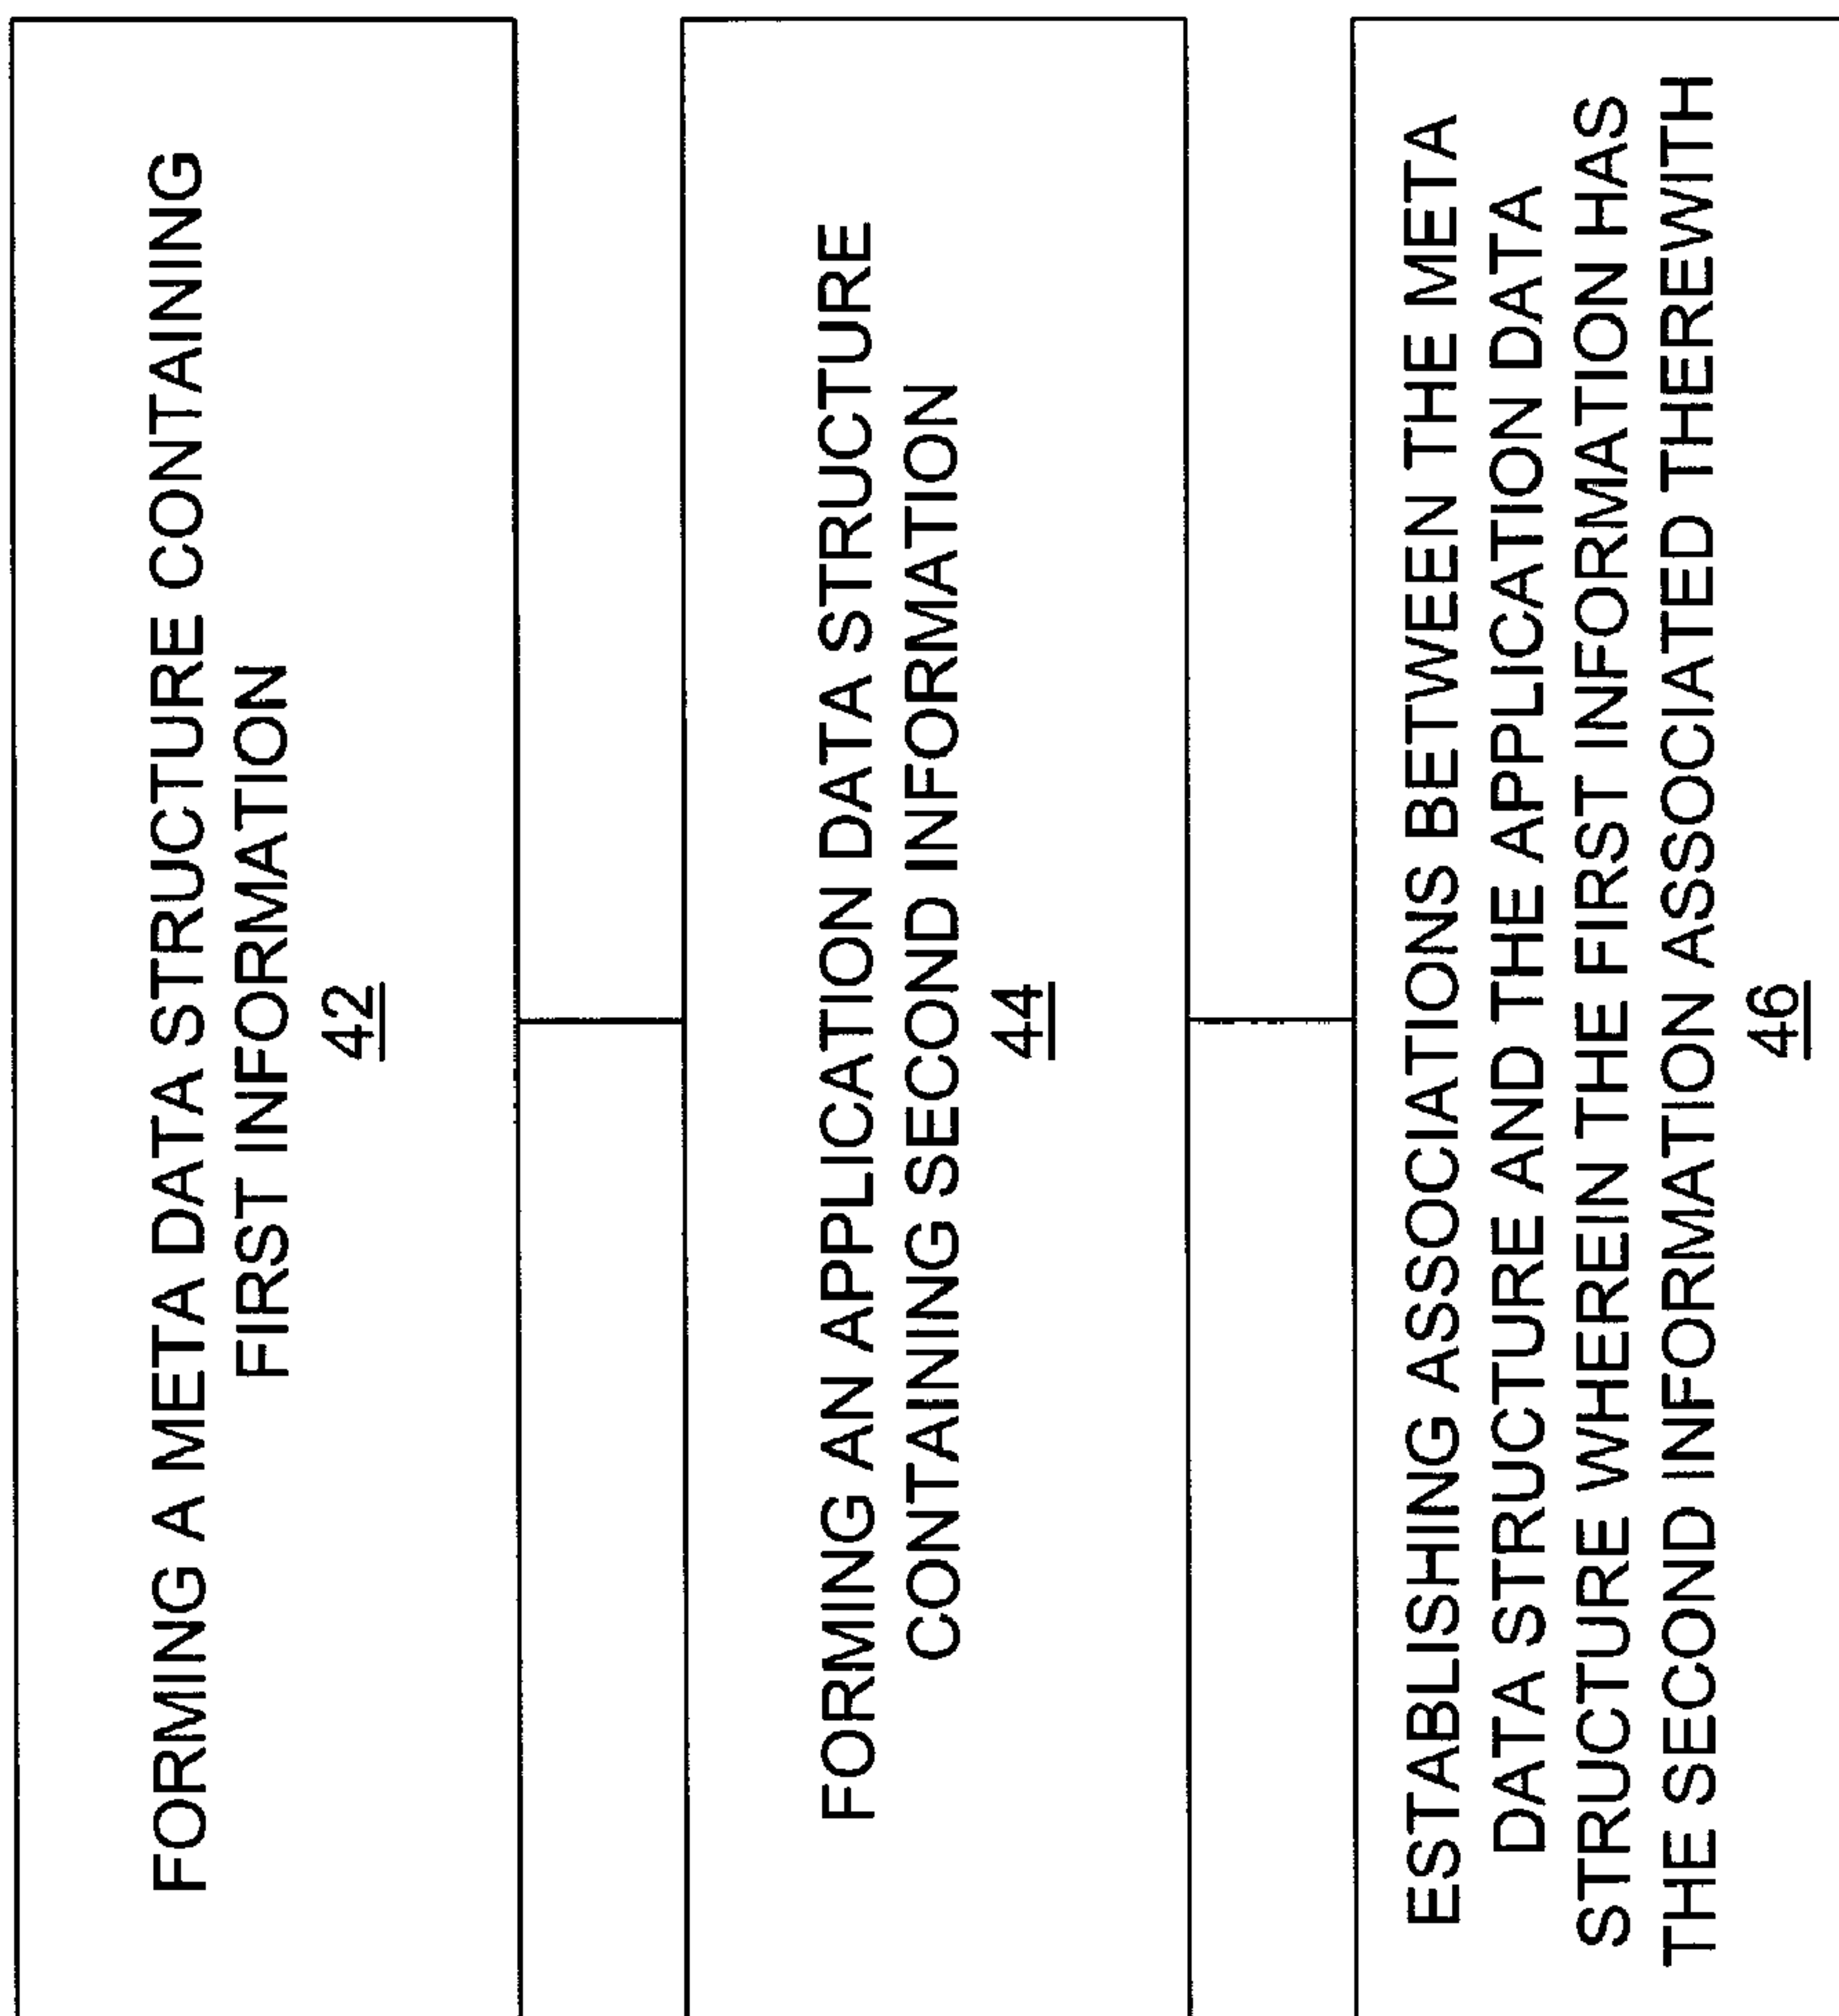 FORMING A META DATA STRUCTURE CONTAINING
FIRST INFORMATION
42
FORMING AN APPLICATION DATA STRUCTURE
CONTAINING SECOND INFORMATION
44
ESTABLISHING ASSOCIATIONS BETWEEN THE META
DATA STRUCTURE AND THE APPLICATION DATA
STRUCTURE WHEREIN THE FIRST INFORMATION HAS
THE SECOND INFORMATION ASSOCIATED THEREWITH
46